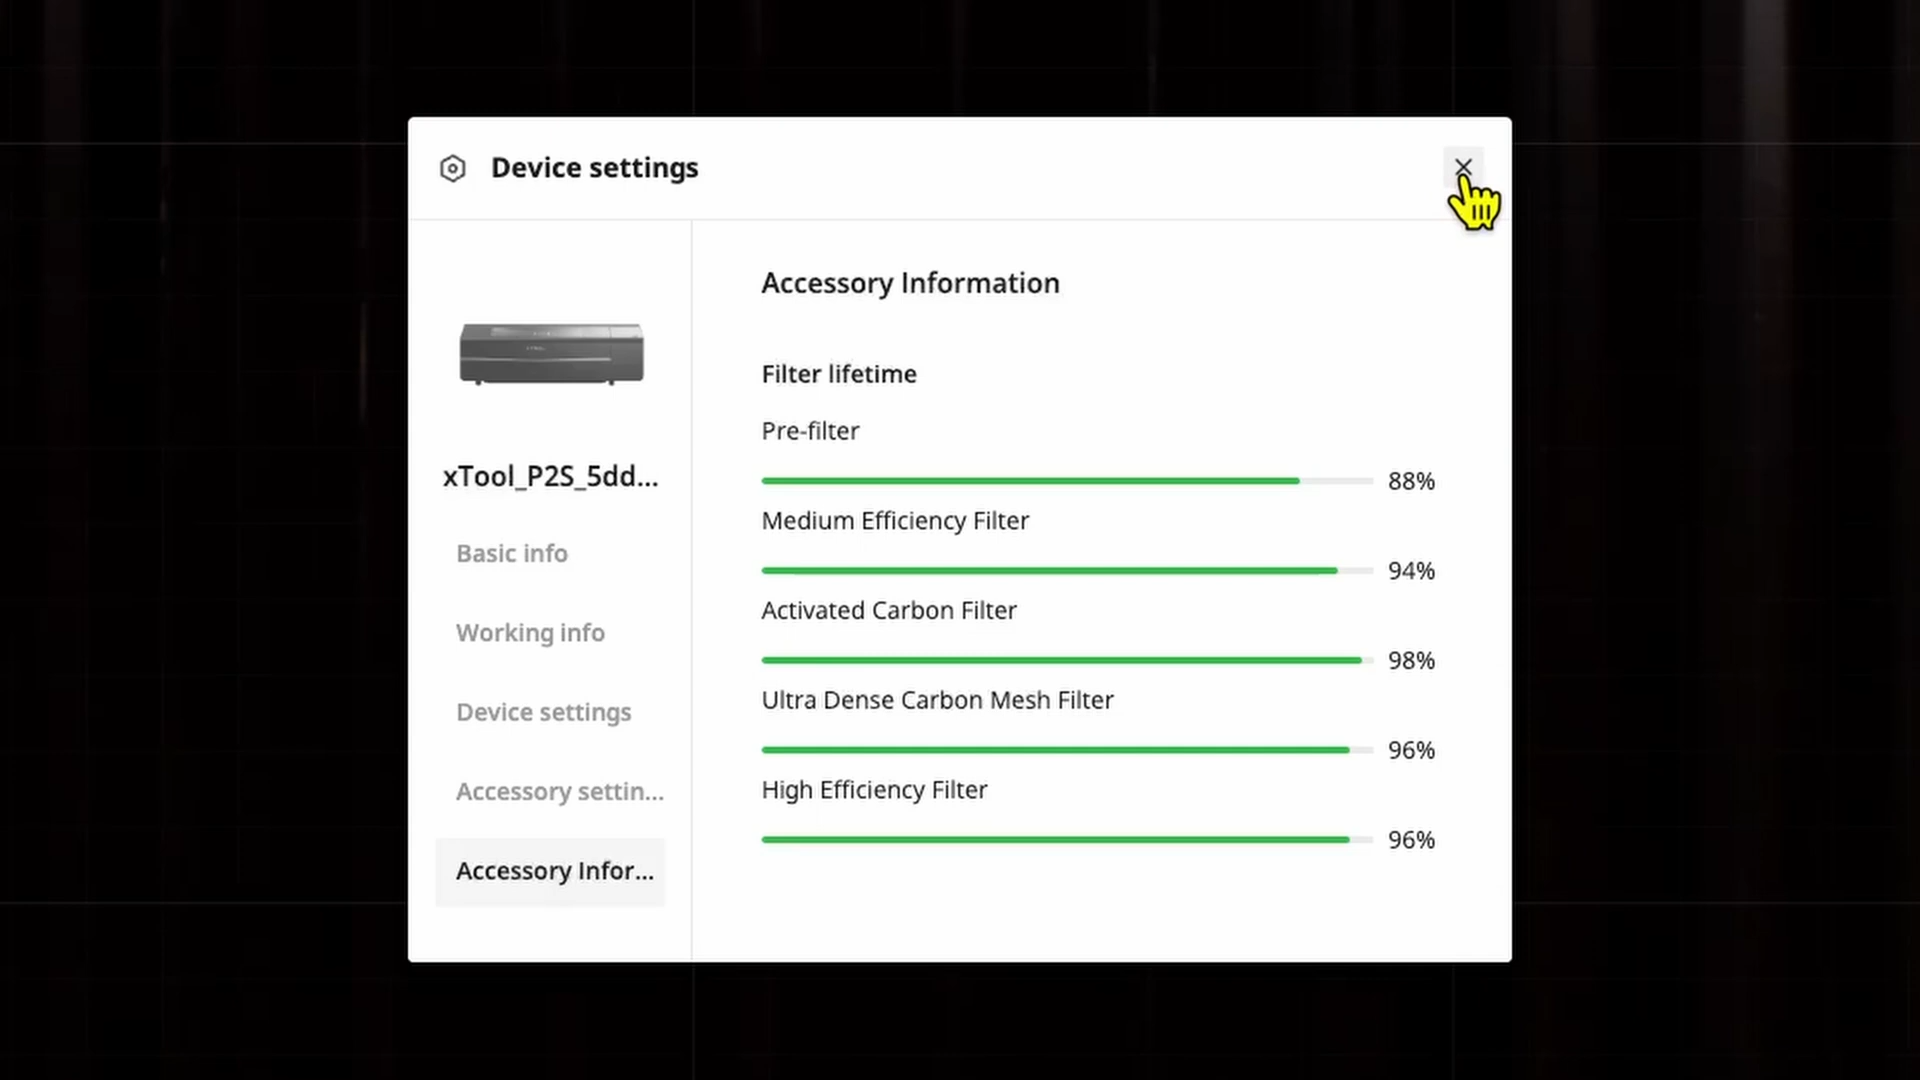 Device settings
xTool_P2S_5dd...
Basic info
Working info
Device settings
Accessory settin...
Accessory Infor...
Accessory Information
Filter lifetime
Pre-filter
88%
Medium Efficiency Filter
94%
Activated Carbon Filter
98%
Ultra Dense Carbon Mesh Filter
96%
High Efficiency Filter
96%